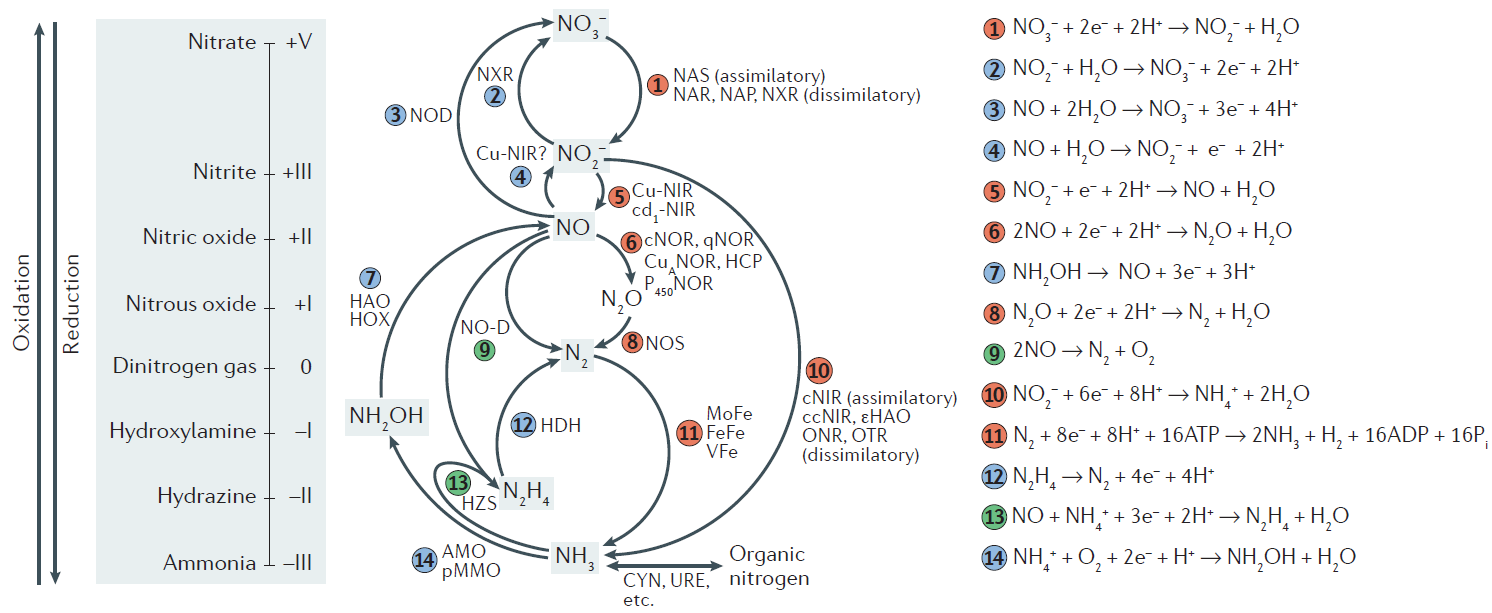 Oxidation
Reduction
Nitrate +V
Nitrite +III
Nitric oxide +II
Nitrous oxide +I
Dinitrogen gas 0
Hydroxylamine –I
Hydrazine –II
Ammonia –III
NO₃⁻
NXR
2
1 NAS (assimilatory)
NAR, NAP, NXR (dissimilatory)
3 NOD
Cu-NIR?
4
NO₂⁻
5 Cu-NIR
cd₁-NIR
NO
6 cNOR, qNOR
Cu_A NOR, HCP
P₄₅₀NOR
7
HAO
HOX
N₂O
NO-D
9
8 NOS
N₂
10
cNIR (assimilatory)
ccNIR, εHAO
ONR, OTR
(dissimilatory)
NH₂OH
12 HDH
11 MoFe
FeFe
VFe
13
HZS
N₂H₄
14 AMO
pMMO
NH₃
Organic
nitrogen
CYN, URE,
etc.
1 NO₃⁻ + 2e⁻ + 2H⁺ → NO₂⁻ + H₂O
2 NO₂⁻ + H₂O → NO₃⁻ + 2e⁻ + 2H⁺
3 NO + 2H₂O → NO₃⁻ + 3e⁻ + 4H⁺
4 NO + H₂O → NO₂⁻ + e⁻ + 2H⁺
5 NO₂⁻ + e⁻ + 2H⁺ → NO + H₂O
6 2NO + 2e⁻ + 2H⁺ → N₂O + H₂O
7 NH₂OH → NO + 3e⁻ + 3H⁺
8 N₂O + 2e⁻ + 2H⁺ → N₂ + H₂O
9 2NO → N₂ + O₂
10 NO₂⁻ + 6e⁻ + 8H⁺ → NH₄⁺ + 2H₂O
11 N₂ + 8e⁻ + 8H⁺ + 16ATP → 2NH₃ + H₂ + 16ADP + 16Pᵢ
12 N₂H₄ → N₂ + 4e⁻ + 4H⁺
13 NO + NH₄⁺ + 3e⁻ + 2H⁺ → N₂H₄ + H₂O
14 NH₄⁺ + O₂ + 2e⁻ + H⁺ → NH₂OH + H₂O